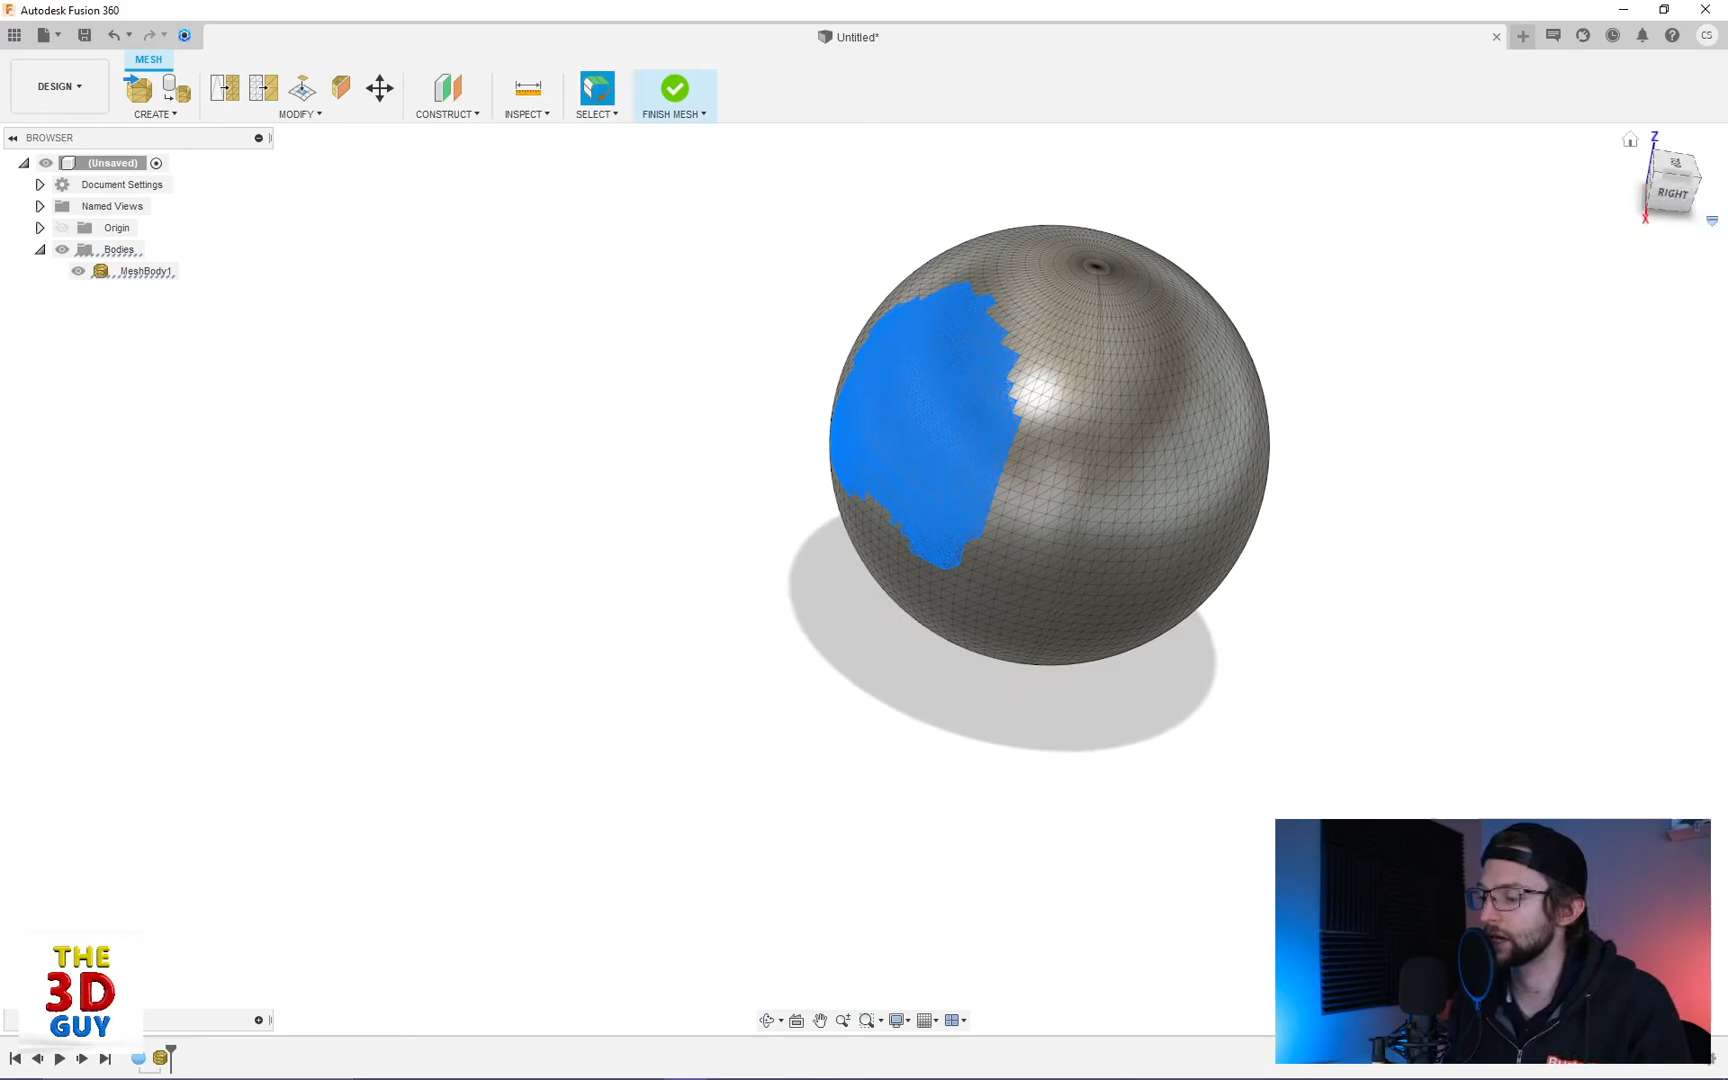 Autodesk Fusion 360
Untitled*
CS
MESH
DESIGN
CREATE
MODIFY
CONSTRUCT
INSPECT
SELECT
FINISH MESH
BROWSER
(Unsaved)
Document Settings
Named Views
Origin
Bodies
MeshBody1
Z
RIGHT
X
THE
3D
GUY